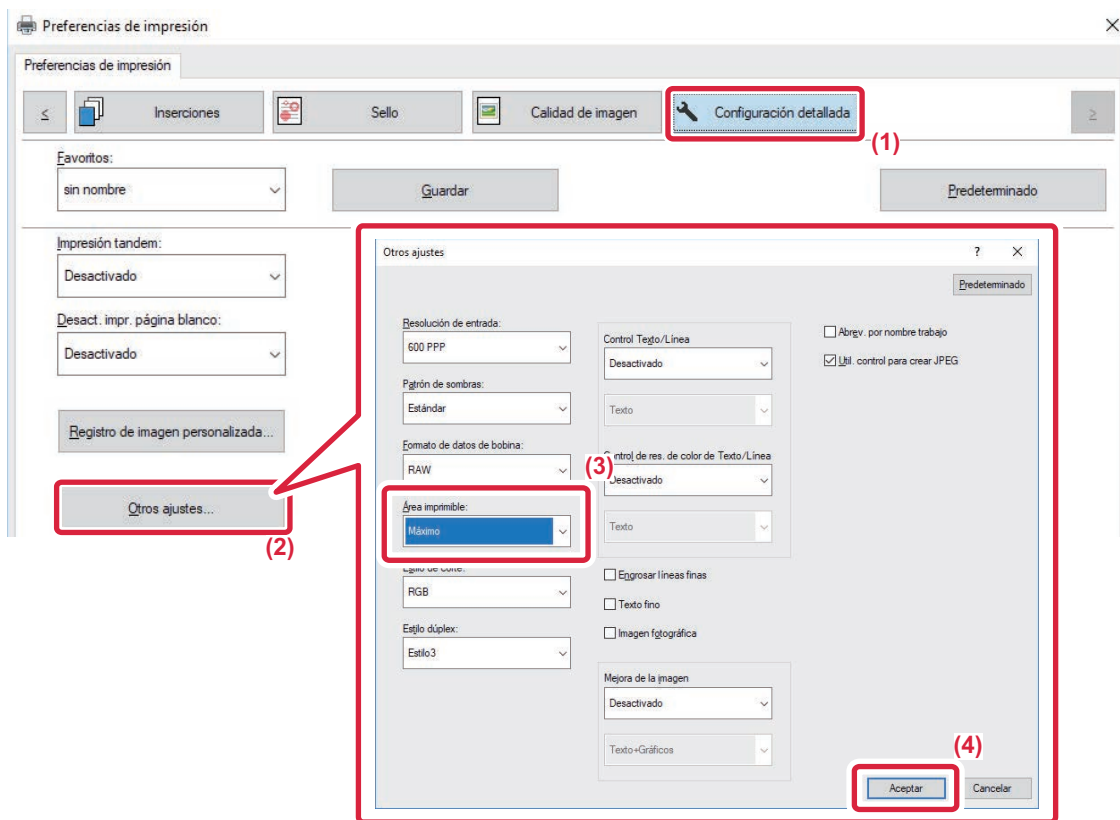 Preferencias de impresión
Preferencias de impresión
< Inserciones Sello Calidad de imagen Configuración detallada >
(1)
Favoritos:
sin nombre
Guardar
Predeterminado
Impresión tandem:
Desactivado
Desact. impr. página blanco:
Desactivado
Registro de imagen personalizada...
Otros ajustes...
(2)
Otros ajustes ?
Predeterminado
Resolución de entrada:
600 PPP
Patrón de sombras:
Estándar
Formato de datos de bobina:
RAW
(3)
Área imprimible:
Máximo
RGB
Estilo dúplex:
Estilo3
Control Texto/Línea
Desactivado
Texto
Control de res. de color de Texto/Línea
Desactivado
Texto
Engrosar líneas finas
Texto fino
Imagen fotográfica
Mejora de la imagen
Desactivado
Texto+Gráficos
Abrev. por nombre trabajo
Util. control para crear JPEG
(4)
Aceptar
Cancelar